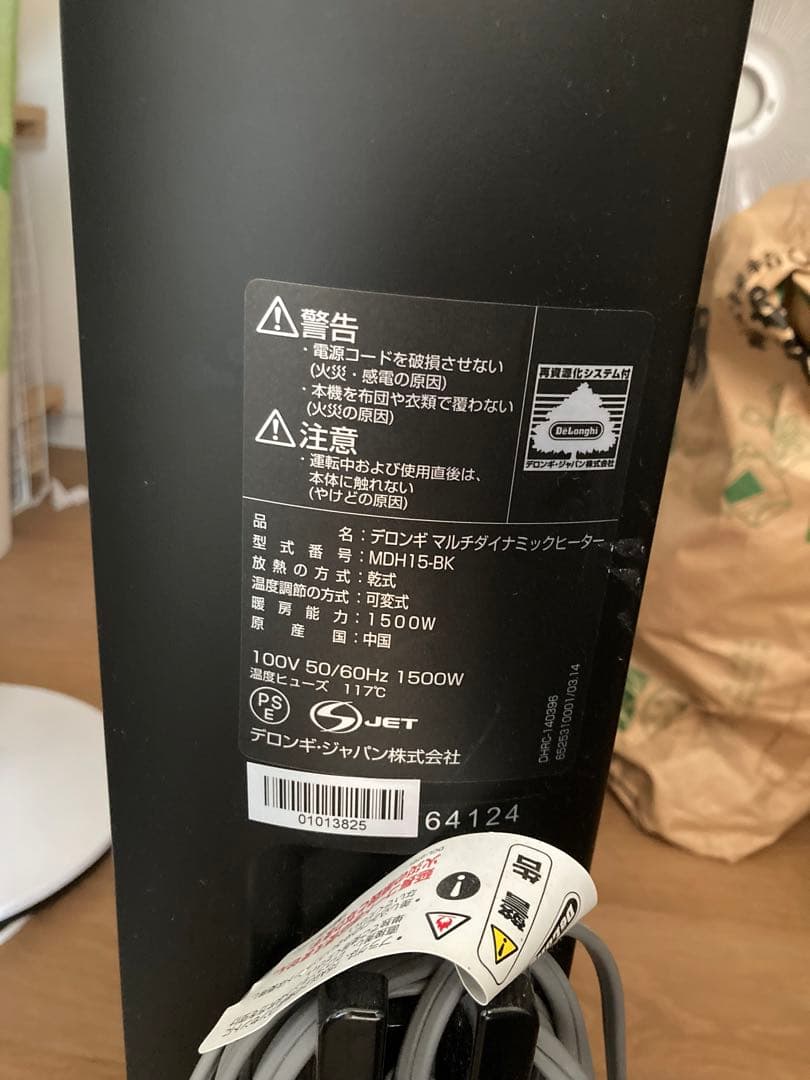 警告
・電源コードを破損させない
(火災・感電の原因)
・本機を布団や衣類で覆わない
(火災の原因)
注意
・運転中および使用直後は、
本体に触れない
(やけどの原因)
再資源化システム付
DeLonghi
デロンギ・ジャパン株式会社
品名：デロンギ マルチダイナミックヒーター
型式番号：MDH15-BK
放熱の方式：乾式
温度調節の方式：可変式
暖房能力：1500W
原産国：中国
100V 50/60Hz 1500W
温度ヒューズ 117℃
PS
E
JET
デロンギ・ジャパン株式会社
DHRC-140396
6525310001/03.14
01013825
64124
警告